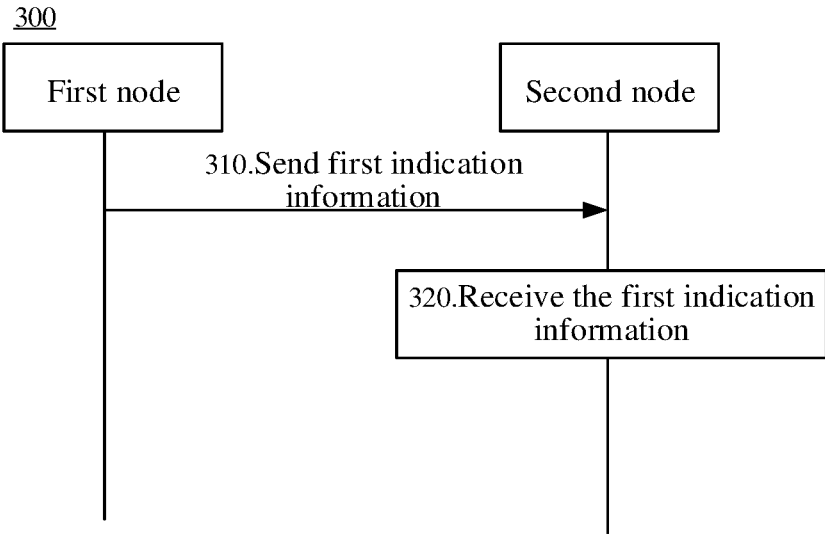 300
First node
Second node
310.Send first indication
information
320.Receive the first indication
information